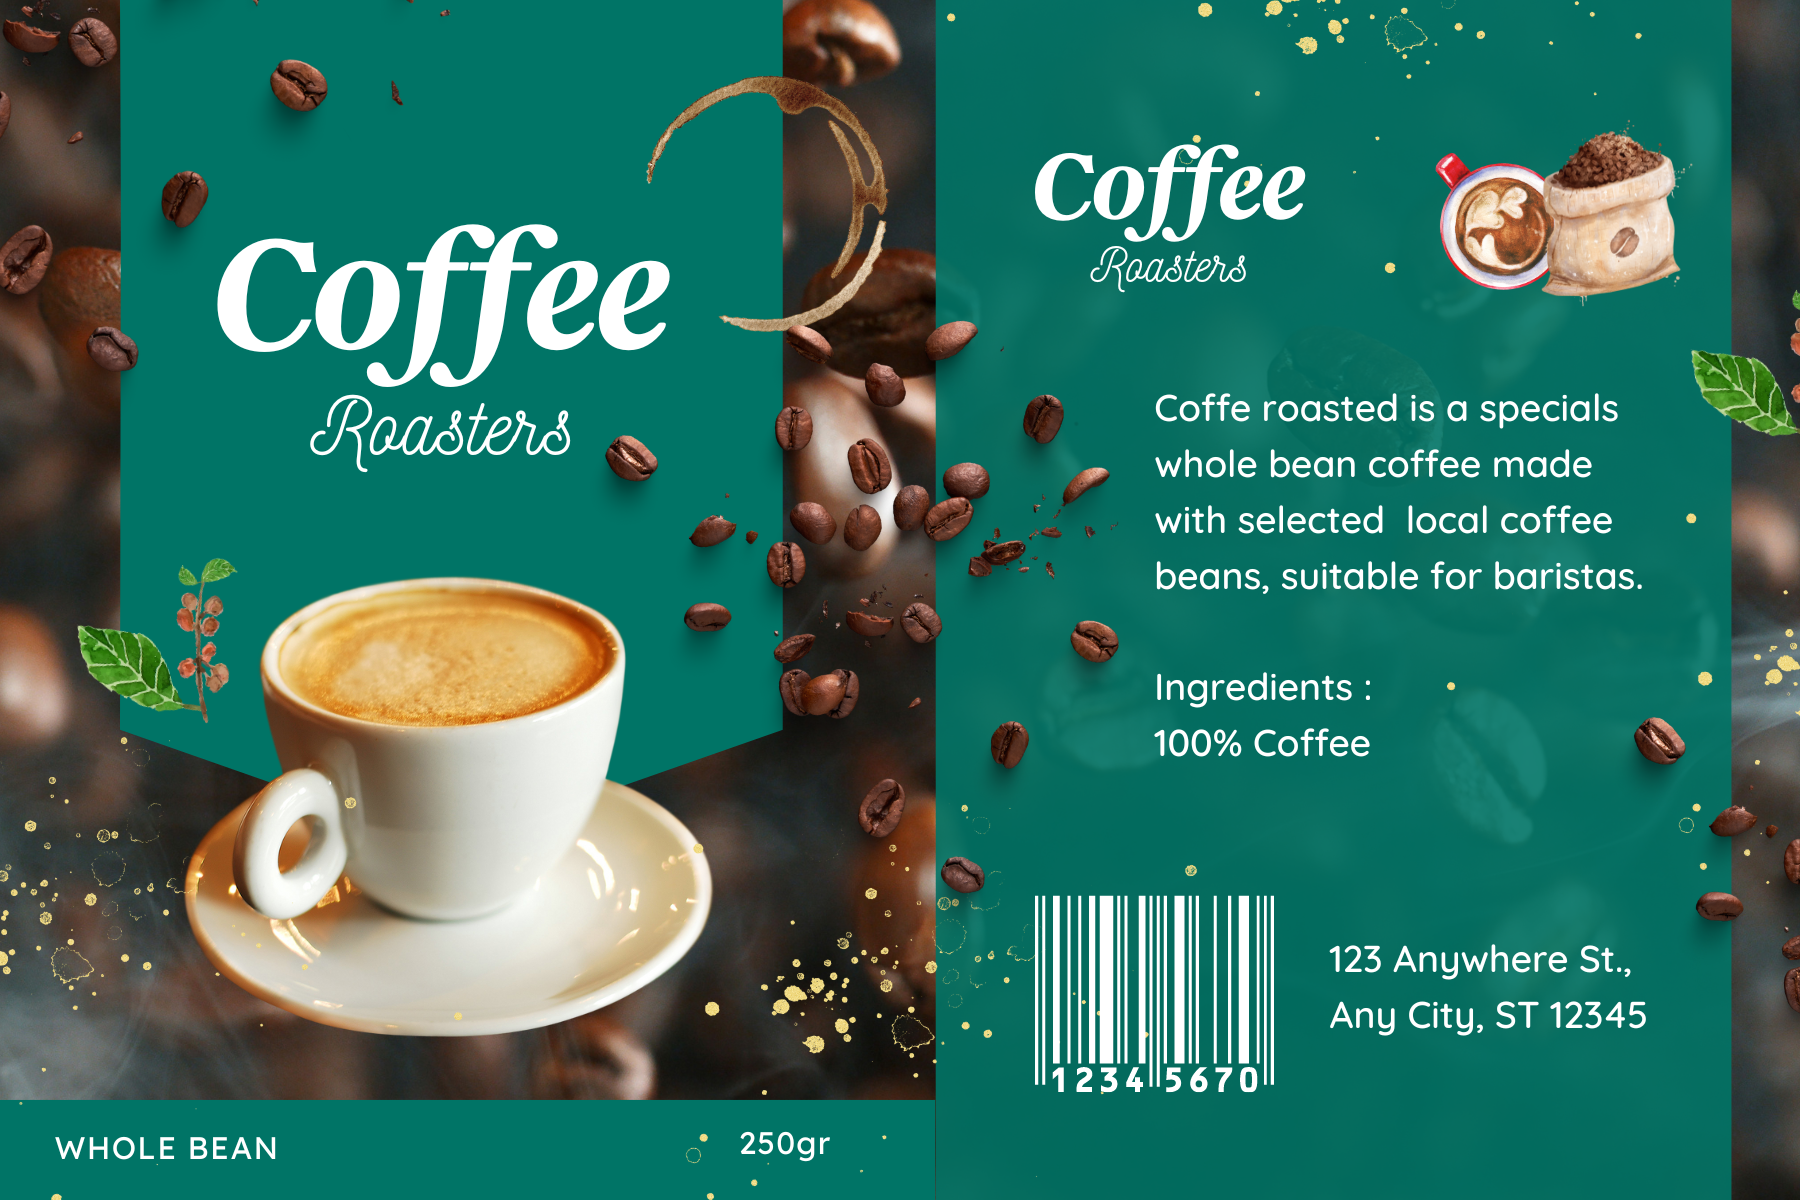 Coffee
Roasters
WHOLE BEAN
250gr
Coffee
Roasters
Coffe roasted is a specials
whole bean coffee made
with selected  local coffee
beans, suitable for baristas.
Ingredients :
100% Coffee
1234 5670
123 Anywhere St.,
Any City, ST 12345